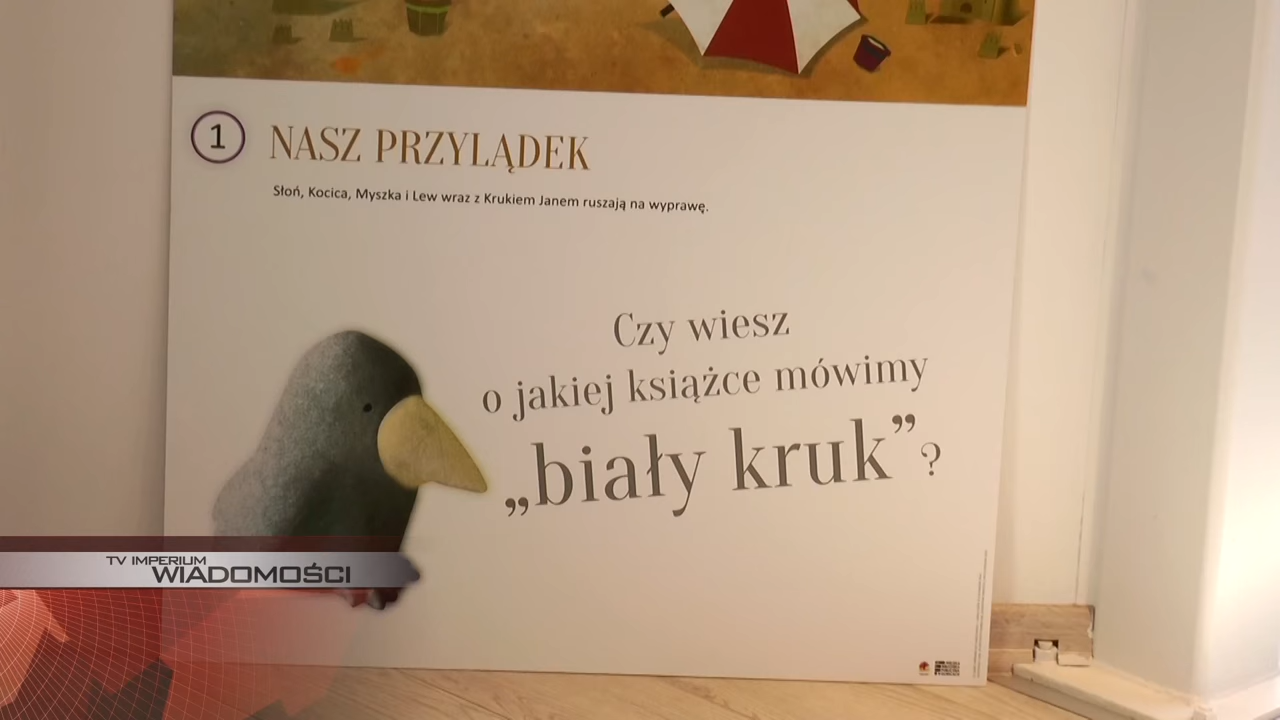 1 NASZ PRZYLĄDEK
Słoń, Kocica, Myszka i Lew wraz z Krukiem Janem ruszają na wyprawę.
Czy wiesz
o jakiej książce mówimy
„biały kruk”?
TV IMPERIUM
WIADOMOŚCI